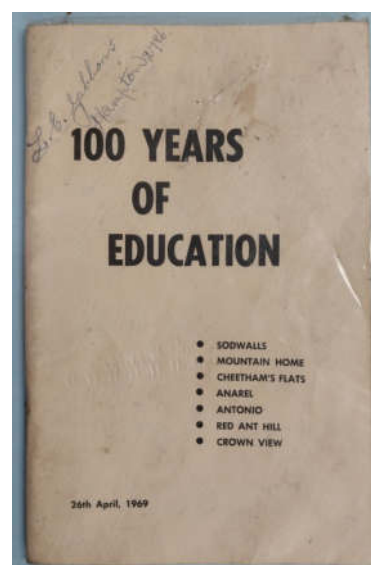 100 YEARS
OF
EDUCATION
● SODWALLS
● MOUNTAIN HOME
● CHEETHAM'S FLATS
● ANAREL
● ANTONIO
● RED ANT HILL
● CROWN VIEW
26th April, 1969